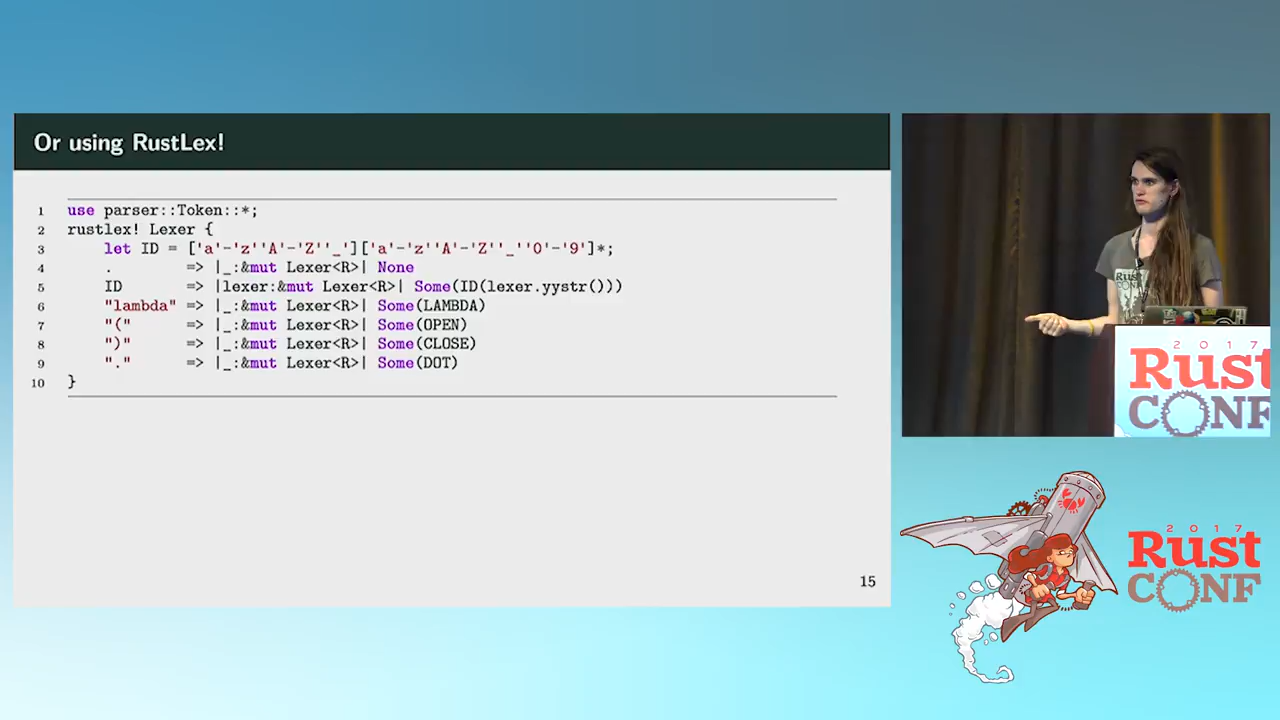 Or using RustLex!
1 use parser::Token::*;
2 rustlex! Lexer {
3 let ID = ['a'-'z''A'-'Z''_']['a'-'z''A'-'Z''_''0'-'9']*;
4 . => |_:&mut Lexer<R>| None
5 ID => |lexer:&mut Lexer<R>| Some(ID(lexer.yystr()))
6 "lambda" => |_:&mut Lexer<R>| Some(LAMBDA)
7 "(" => |_:&mut Lexer<R>| Some(OPEN)
8 ")" => |_:&mut Lexer<R>| Some(CLOSE)
9 "." => |_:&mut Lexer<R>| Some(DOT)
10 }
15
2017
Rust
CONF
2017
Rust
CONF